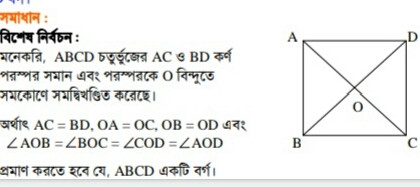 সমাধান :
বিশেষ নির্বচন :
মনেকরি, ABCD চতুর্ভুজের AC ও BD কর্ণ
পরস্পর সমান এবং পরস্পরকে O বিন্দুতে
সমকোণে সমদ্বিখণ্ডিত করেছে।
অর্থাৎ AC = BD, OA = OC, OB = OD এবং
∠AOB = ∠BOC = ∠COD = ∠AOD
প্রমাণ করতে হবে যে, ABCD একটি বর্গ।
A D
O
B C